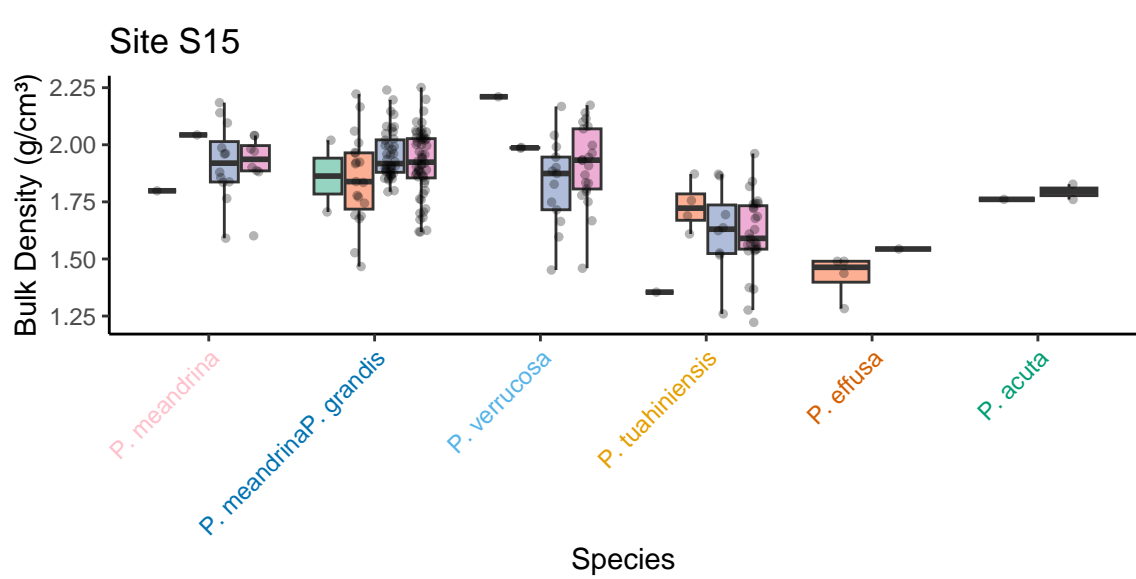 Site S15
Bulk Density (g/cm³)
2.25
2.00
1.75
1.50
1.25
P. meandrina
P. meandrinaP. grandis
P. verrucosa
P. tuahiniensis
P. effusa
P. acuta
Species